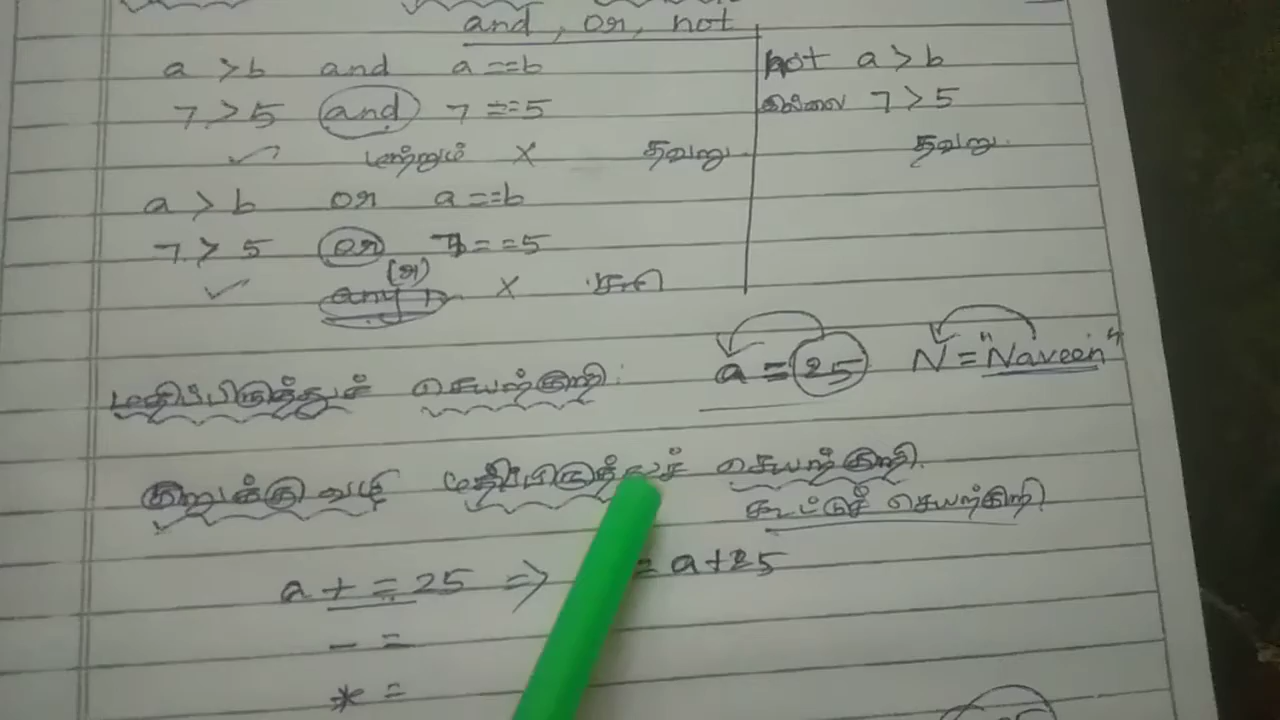 and, or, not
a > b and a == b
7 > 5 and 7 == 5
மற்றும் x தவறு
a > b or a == b
7 > 5 or 7 == 5
(அ)
x சரி
not a > b
இல்லை 7 > 5
தவறு
மதிப்பிருத்துச் செயற்குறி:
a = 25 N = "Naveen"
குறுக்கு வழி மதிப்பிருத்தச் செயற்குறி.
கூட்டுச் செயற்குறி
a += 25 ⇒ = a+25
- =
* =